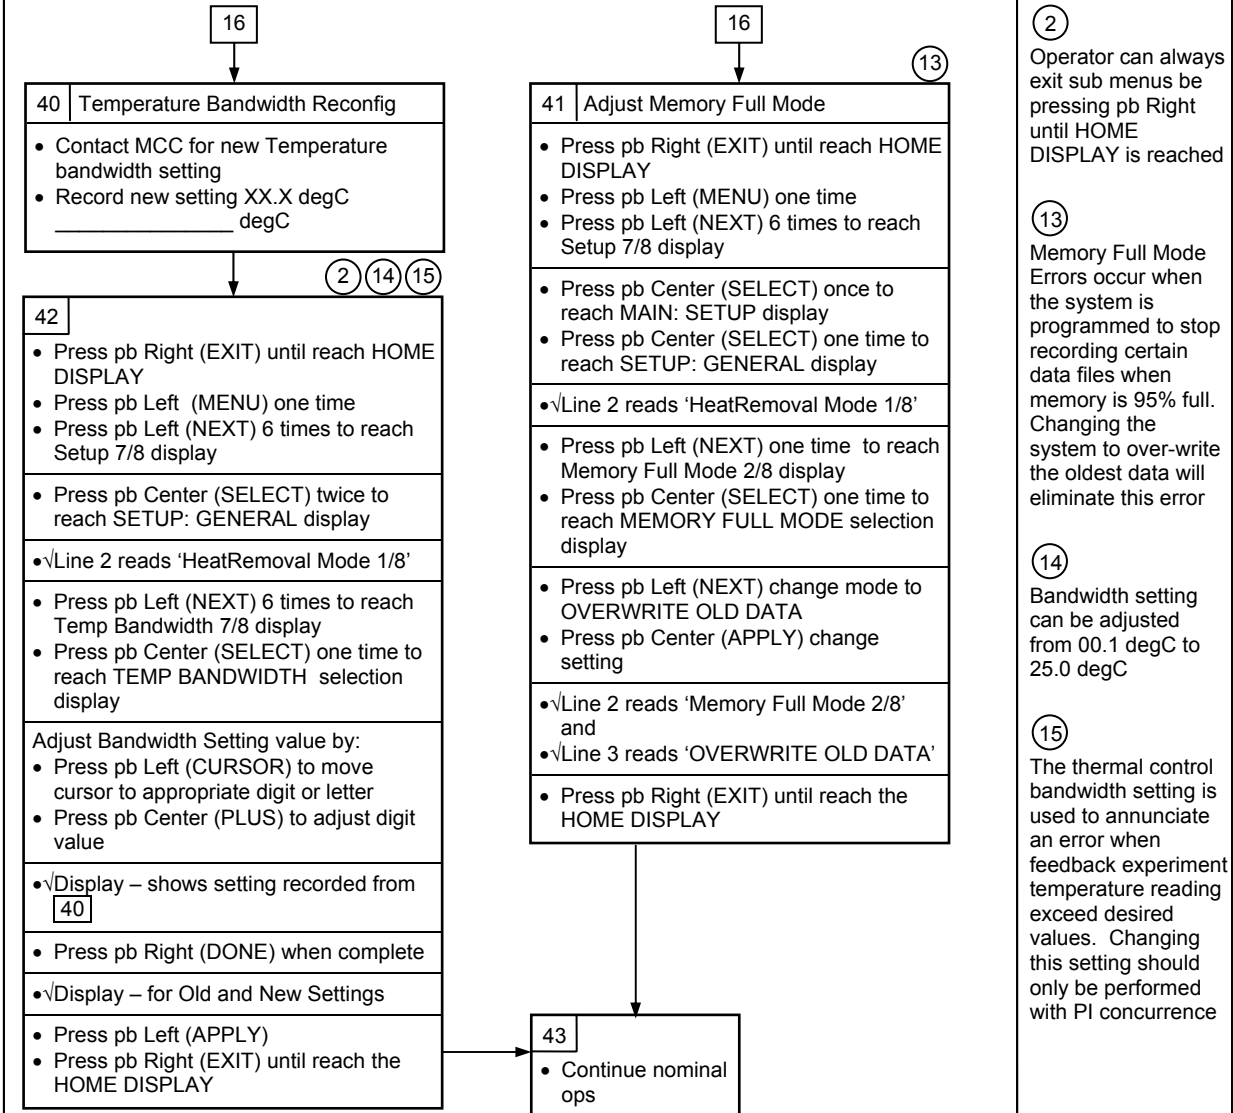 16
40 Temperature Bandwidth Reconfig
• Contact MCC for new Temperature
bandwidth setting
• Record new setting XX.X degC
________________ degC
2 14 15
42
• Press pb Right (EXIT) until reach HOME
DISPLAY
• Press pb Left (MENU) one time
• Press pb Left (NEXT) 6 times to reach
Setup 7/8 display
• Press pb Center (SELECT) twice to
reach SETUP: GENERAL display
•√Line 2 reads ‘HeatRemoval Mode 1/8’
• Press pb Left (NEXT) 6 times to reach
Temp Bandwidth 7/8 display
• Press pb Center (SELECT) one time to
reach TEMP BANDWIDTH selection
display
Adjust Bandwidth Setting value by:
• Press pb Left (CURSOR) to move
cursor to appropriate digit or letter
• Press pb Center (PLUS) to adjust digit
value
•√Display – shows setting recorded from
40
• Press pb Right (DONE) when complete
•√Display – for Old and New Settings
• Press pb Left (APPLY)
• Press pb Right (EXIT) until reach the
HOME DISPLAY
16
13
41 Adjust Memory Full Mode
• Press pb Right (EXIT) until reach HOME
DISPLAY
• Press pb Left (MENU) one time
• Press pb Left (NEXT) 6 times to reach
Setup 7/8 display
• Press pb Center (SELECT) once to
reach MAIN: SETUP display
• Press pb Center (SELECT) one time to
reach SETUP: GENERAL display
•√Line 2 reads ‘HeatRemoval Mode 1/8’
• Press pb Left (NEXT) one time to reach
Memory Full Mode 2/8 display
• Press pb Center (SELECT) one time to
reach MEMORY FULL MODE selection
display
• Press pb Left (NEXT) change mode to
OVERWRITE OLD DATA
• Press pb Center (APPLY) change
setting
•√Line 2 reads ‘Memory Full Mode 2/8’
and
•√Line 3 reads ‘OVERWRITE OLD DATA’
• Press pb Right (EXIT) until reach the
HOME DISPLAY
43
• Continue nominal
ops
2
Operator can always
exit sub menus be
pressing pb Right
until HOME
DISPLAY is reached
13
Memory Full Mode
Errors occur when
the system is
programmed to stop
recording certain
data files when
memory is 95% full.
Changing the
system to over-write
the oldest data will
eliminate this error
14
Bandwidth setting
can be adjusted
from 00.1 degC to
25.0 degC
15
The thermal control
bandwidth setting is
used to annunciate
an error when
feedback experiment
temperature reading
exceed desired
values. Changing
this setting should
only be performed
with PI concurrence